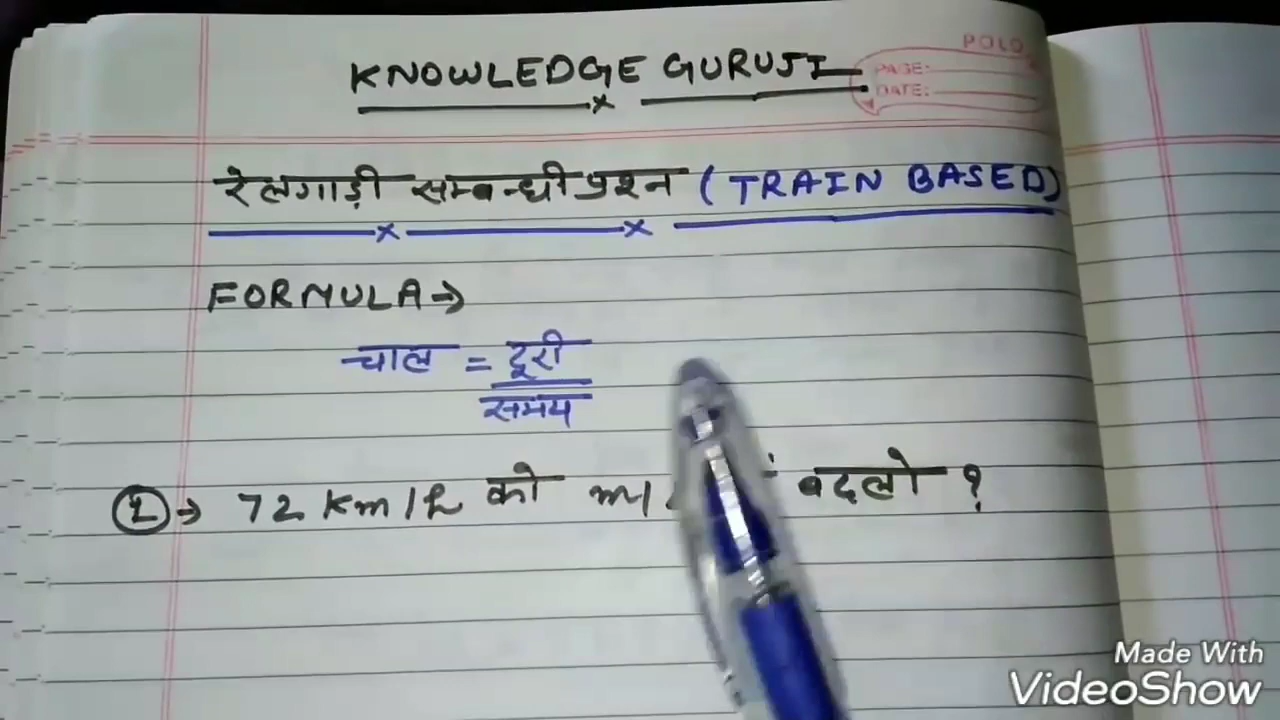 KNOWLEDGE GURUJI
POLO
PAGE:
DATE:
रेलगाड़ी सम्बन्धी प्रश्न (TRAIN BASED)
FORMULA→
चाल = दूरी
समय
1→ 72 km/h को बदलो ?
Made With
VideoShow